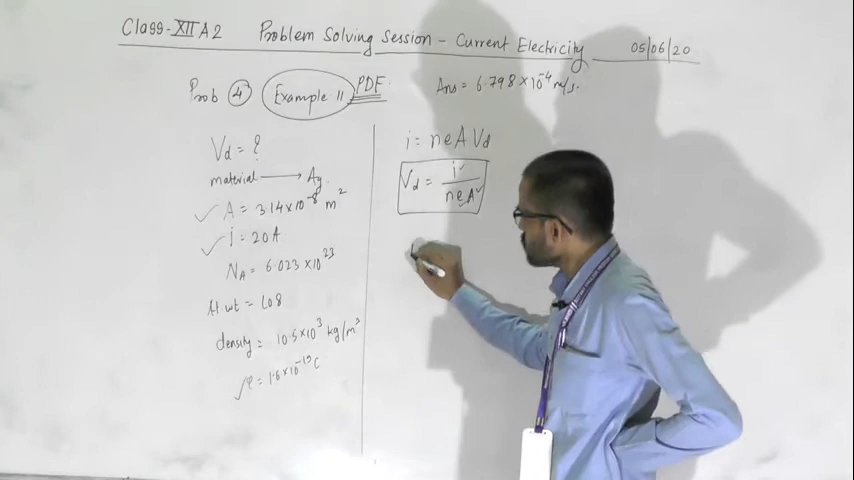 Class-XII A2 Problem Solving Session - Current Electricity 05/06/20
Prob 4 Example 11 PDF
Ans = 6.798 × 10⁻⁴ m/s.
Vd = ?
material → Ag.
✓ A = 3.14×10⁻⁸ m²
✓ i = 20A
NA = 6.023 × 10²³
At. wt = 108
density = 10.5×10³ kg/m³
✓ e = 1.6×10⁻¹⁹ C
i = neAVd
Vd = i✓ / neA✓